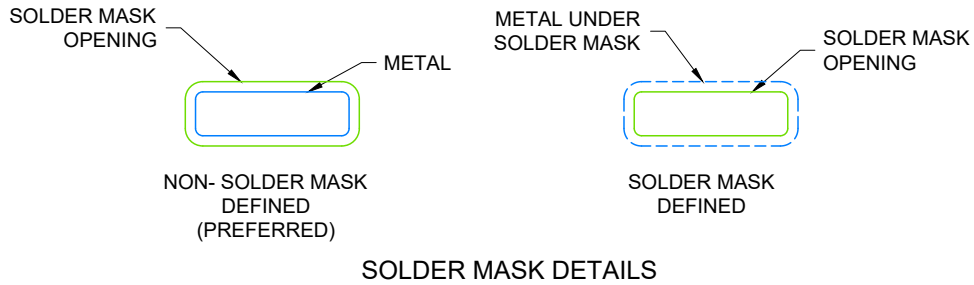 SOLDER MASK
OPENING
METAL
NON- SOLDER MASK
DEFINED
(PREFERRED)
METAL UNDER
SOLDER MASK
SOLDER MASK
OPENING
SOLDER MASK
DEFINED
SOLDER MASK DETAILS